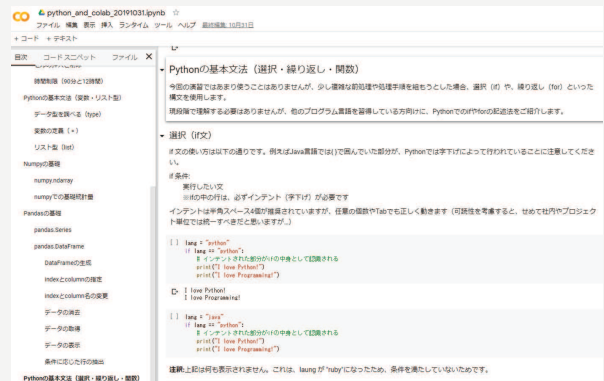 python_and_colab_20191031.ipynb
ファイル 編集 表示 挿入 ランタイム ツール ヘルプ 最終編集: 10月31日
+ コード + テキスト
目次 コードスニペット ファイル ×
時間制限（90分と12時間）
Pythonの基本文法（変数・リスト型）
データ型を調べる（type）
変数の定義（=）
リスト型（list）
Numpyの基礎
numpy.ndarray
numpyでの基礎統計量
Pandasの基礎
pandas.Series
pandas.DataFrame
DataFrameの生成
indexとcolumnの指定
indexとcolumn名の変更
データの消去
データの取得
データの表示
条件に応じた行の抽出
Pythonの基本文法（選択・繰り返し・関数）
Pythonの基本文法（選択・繰り返し・関数）
今回の演習ではあまり使うことはありませんが、少し複雑な前処理や処理手順を組もうとした場合、選択（if）や、繰り返し（for）といった
構文を使用します。
現段階で理解する必要はありませんが、他のプログラム言語を習得している方向けに、Pythonでのifやforの記述法をご紹介します。
選択（if文）
if 文の使い方は以下の通りです。例えばJava言語では{}で囲んでいた部分が、Pythonでは字下げによって行われていることに注意してくださ
い。
if 条件:
実行したい文
※ifの中の行は、必ずインデント（字下げ）が必要です
インデントは半角スペース4個が推奨されていますが、任意の個数やTabでも正しく動きます（可読性を考慮すると、せめて社内やプロジェク
ト単位では統一すべきだと思いますが...）
[ ] lang = "python"
if lang == "python":
# インデントされた部分がifの中身として認識される
print("I love Python!")
print("I love Programming!")
I love Python!
I love Programming!
[ ] lang = "java"
if lang == "python":
# インデントされた部分がifの中身として認識される
print("I love Python!")
print("I love Programming!")
注釈:上記は何も表示されません。これは、laung が "ruby"になったため、条件を満たしていないためです。